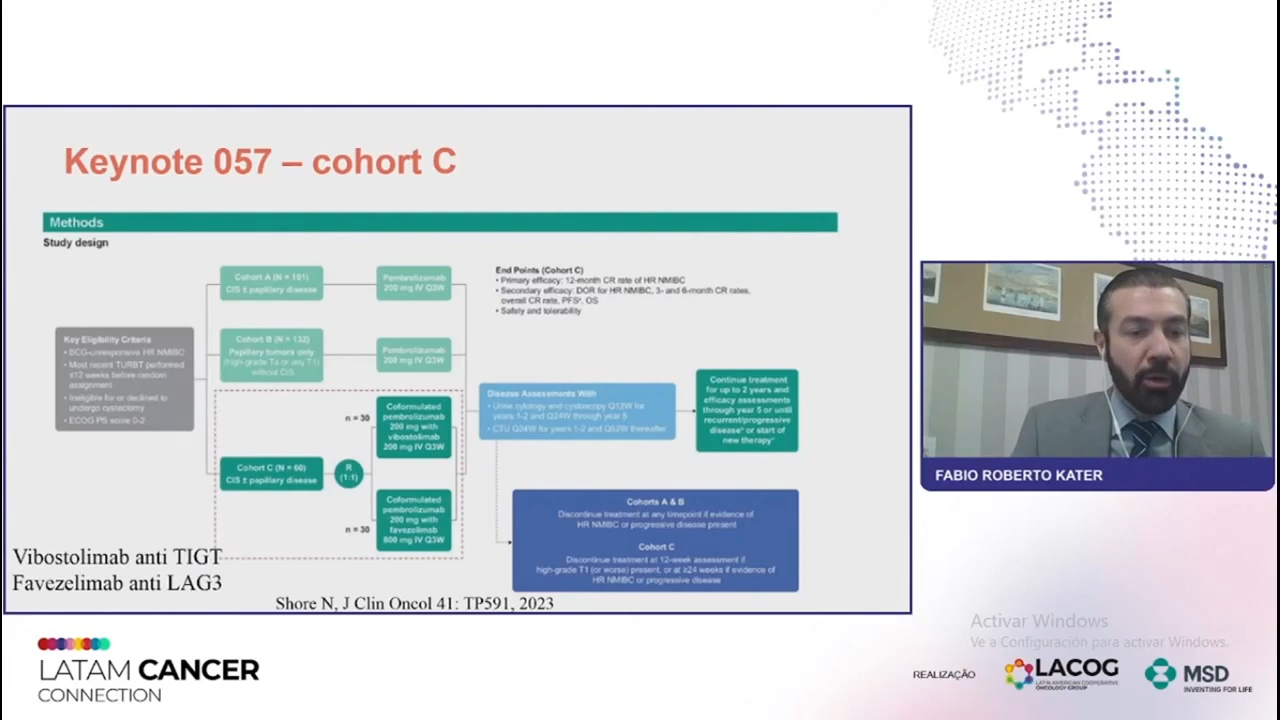 Keynote 057 – cohort C
Methods
Study design
Cohort A (N = 101)
CIS ± papillary disease
Pembrolizumab
200 mg IV Q3W
End Points (Cohort C)
• Primary efficacy: 12-month CR rate of HR NMIBC
• Secondary efficacy: DOR for HR NMIBC, 3- and 6-month CR rates,
overall CR rate, PFSᵃ, OS
• Safety and tolerability
Key Eligibility Criteria
• BCG-unresponsive HR NMIBC
• Most recent TURBT performed
≤12 weeks before random
assignment
• Ineligible for or declined to
undergo cystectomy
• ECOG PS score 0-2
Cohort B (N = 132)
Papillary tumors only
(high-grade Ta or any T1)
without CIS
Pembrolizumab
200 mg IV Q3W
n = 30
Coformulated
pembrolizumab
200 mg with
vibostolimab
200 mg IV Q3W
Cohort C (N = 60)
CIS ± papillary disease
R
(1:1)
n = 30
Coformulated
pembrolizumab
200 mg with
favezelimab
800 mg IV Q3W
Disease Assessments With
• Urine cytology and cystoscopy Q12W for
years 1-2 and Q24W through year 5
• CTU Q24W for years 1-2 and Q52W thereafter
Continue treatment
for up to 2 years and
efficacy assessments
through year 5 or until
recurrent/progressive
diseaseᵇ or start of
new therapyᶜ
Cohorts A & B
Discontinue treatment at any timepoint if evidence of
HR NMIBC or progressive disease present
Cohort C
Discontinue treatment at 12-week assessment if
high-grade T1 (or worse) present, or at ≥24 weeks if evidence of
HR NMIBC or progressive disease
Vibostolimab anti TIGT
Favezelimab anti LAG3
Shore N, J Clin Oncol 41: TP591, 2023
FABIO ROBERTO KATER
Activar Windows
Ve a Configuración para activar Windows.
LATAM CANCER
CONNECTION
REALIZAÇÃO
LACOG
LATIN AMERICAN COOPERATIVE
ONCOLOGY GROUP
MSD
INVENTING FOR LIFE